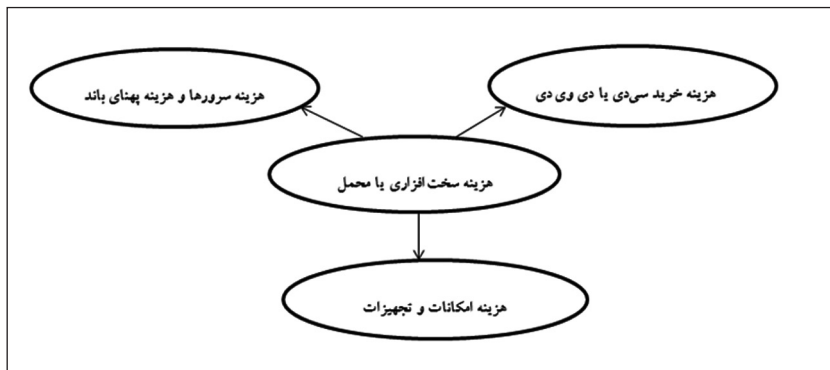 هزینه خرید سی‌دی یا دی وی دی
هزینه سرورها و هزینه پهنای باند
هزینه سخت‌افزاری یا محمل
هزینه امکانات و تجهیزات